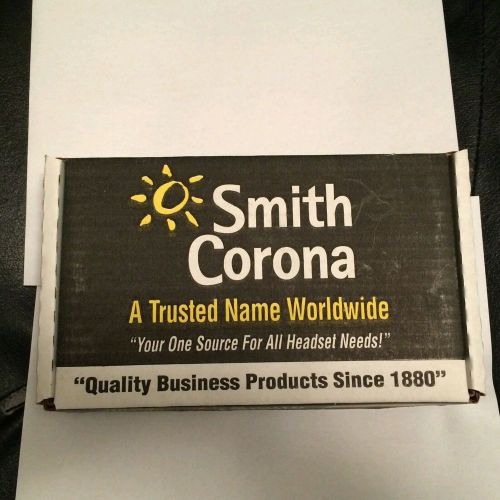 Smith
Corona
A Trusted Name Worldwide
"Your One Source For All Headset Needs!"
"Quality Business Products Since 1880"